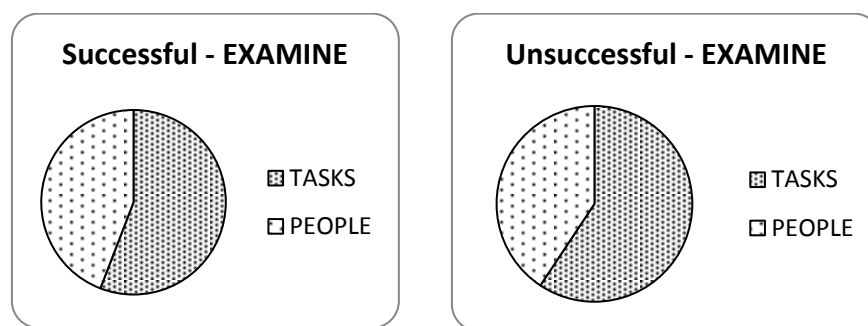 Successful - EXAMINE
TASKS
PEOPLE
Unsuccessful - EXAMINE
TASKS
PEOPLE